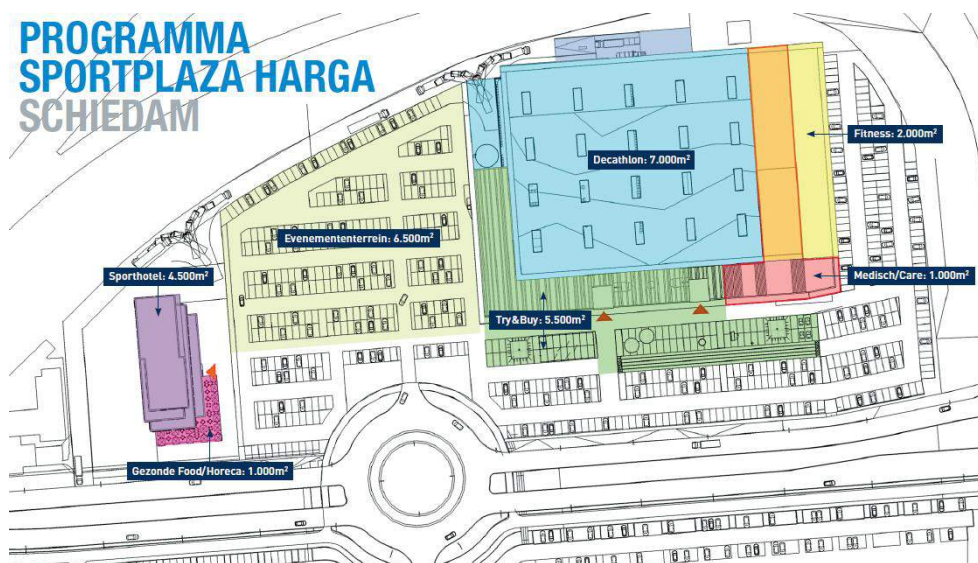 PROGRAMMA
SPORTPLAZA HARGA
SCHIEDAM
Fitness: 2.000m²
Decathlon: 7.000m²
Evenemententerrein: 6.500m²
Sporthotel: 4.500m²
Medisch/Care: 1.000m²
Try&Buy: 5.500m²
Gezonde Food/Horeca: 1.000m²